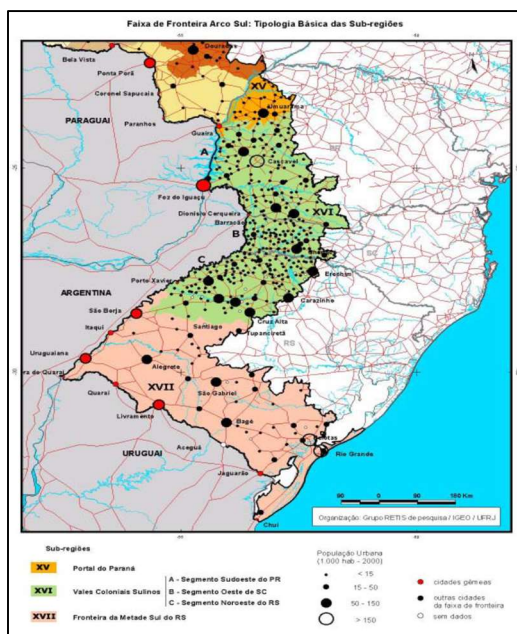 Faixa de Fronteira Arco Sul: Tipologia Básica das Sub-regiões
Dourados
Bela Vista
Ponta Porã
Coronel Sapucaia
XV
Umuarama
PARAGUAI
Paranhos
Guaíra
A
Cascavel
Foz de Iguaçu
Dionísio Cerqueira
XVI
Barracão
B
SC
C
Porto Xavier
Erechim
ARGENTINA
Carazinho
São Borja
Cruz Alta
Itaqui
Santiago
Tupanciretã
RS
Uruguaiana
Alegrete
XVII
São Gabriel
Quaraí
Livramento
Bagé
Rio Grande
URUGUAI
Aceguá
Jaguarão
Chuí
Organização: Grupo RETIS de pesquisa / IGEO / UFRJ
Sub-regiões
XV Portal do Paraná
XVI Vales Coloniais Sulinos
A - Segmento Sudoeste do PR
B - Segmento Oeste de SC
C - Segmento Noroeste do RS
XVII Fronteira da Metade Sul do RS
População Urbana
(1.000 hab - 2000)
< 15
15 - 50
50 - 150
> 150
cidades gêmeas
outras cidades
da faixa de fronteira
sem dados